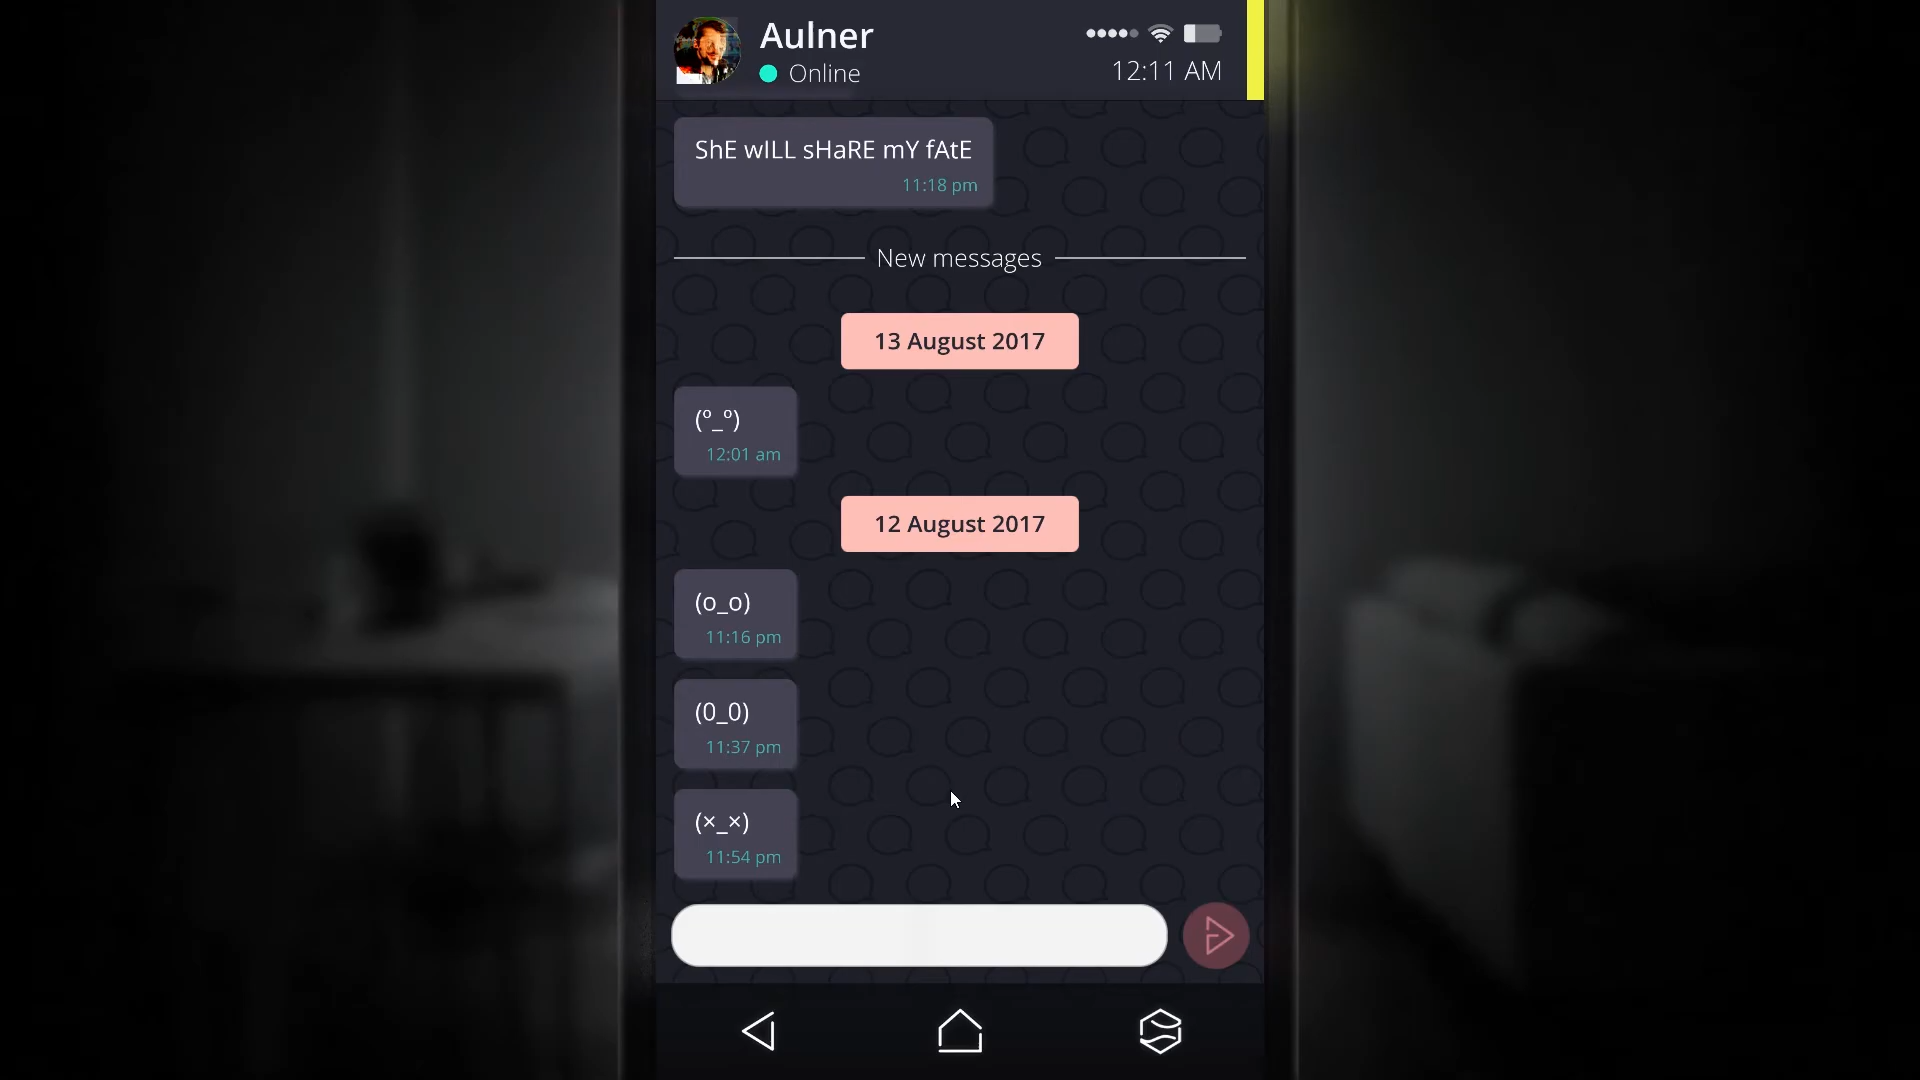 Aulner
Online
12:11 AM
ShE wILL sHaRE mY fAtE
11:18 pm
New messages
13 August 2017
(º_º)
12:01 am
12 August 2017
(o_o)
11:16 pm
(0_0)
11:37 pm
(×_×)
11:54 pm